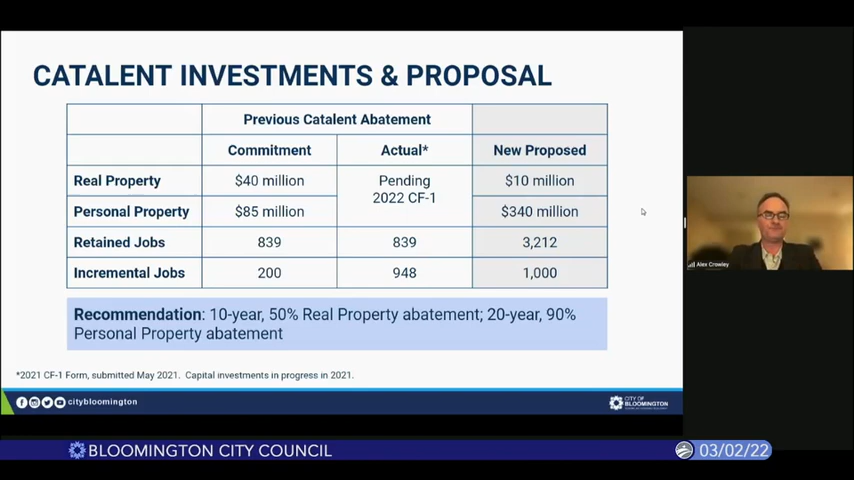 CATALENT INVESTMENTS & PROPOSAL
Previous Catalent Abatement
Commitment Actual* New Proposed
Real Property $40 million Pending 2022 CF-1 $10 million
Personal Property $85 million $340 million
Retained Jobs 839 839 3,212
Incremental Jobs 200 948 1,000
Recommendation: 10-year, 50% Real Property abatement; 20-year, 90%
Personal Property abatement
*2021 CF-1 Form, submitted May 2021. Capital investments in progress in 2021.
citybloomington
CITY OF
BLOOMINGTON
Alex Crowley
BLOOMINGTON CITY COUNCIL
03/02/22